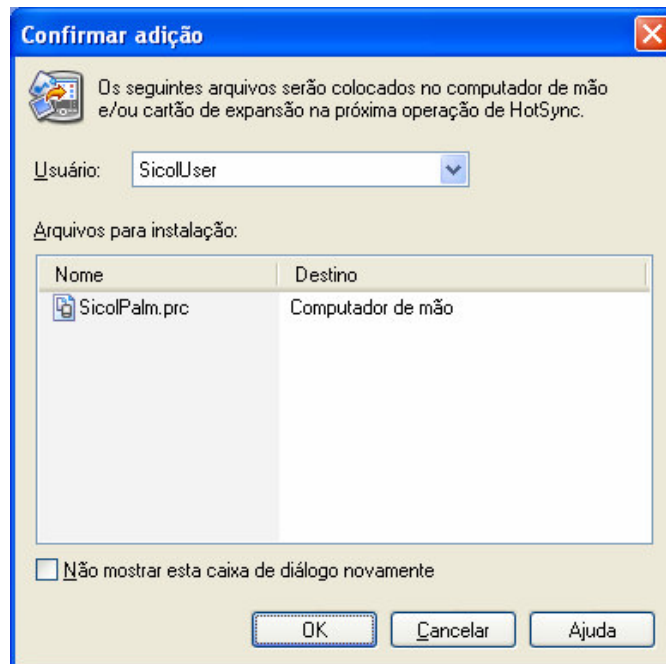 Confirmar adição
Os seguintes arquivos serão colocados no computador de mão
e/ou cartão de expansão na próxima operação de HotSync.
Usuário: SicolUser
Arquivos para instalação:
Nome Destino
SicolPalm.prc Computador de mão
Não mostrar esta caixa de diálogo novamente
OK Cancelar Ajuda